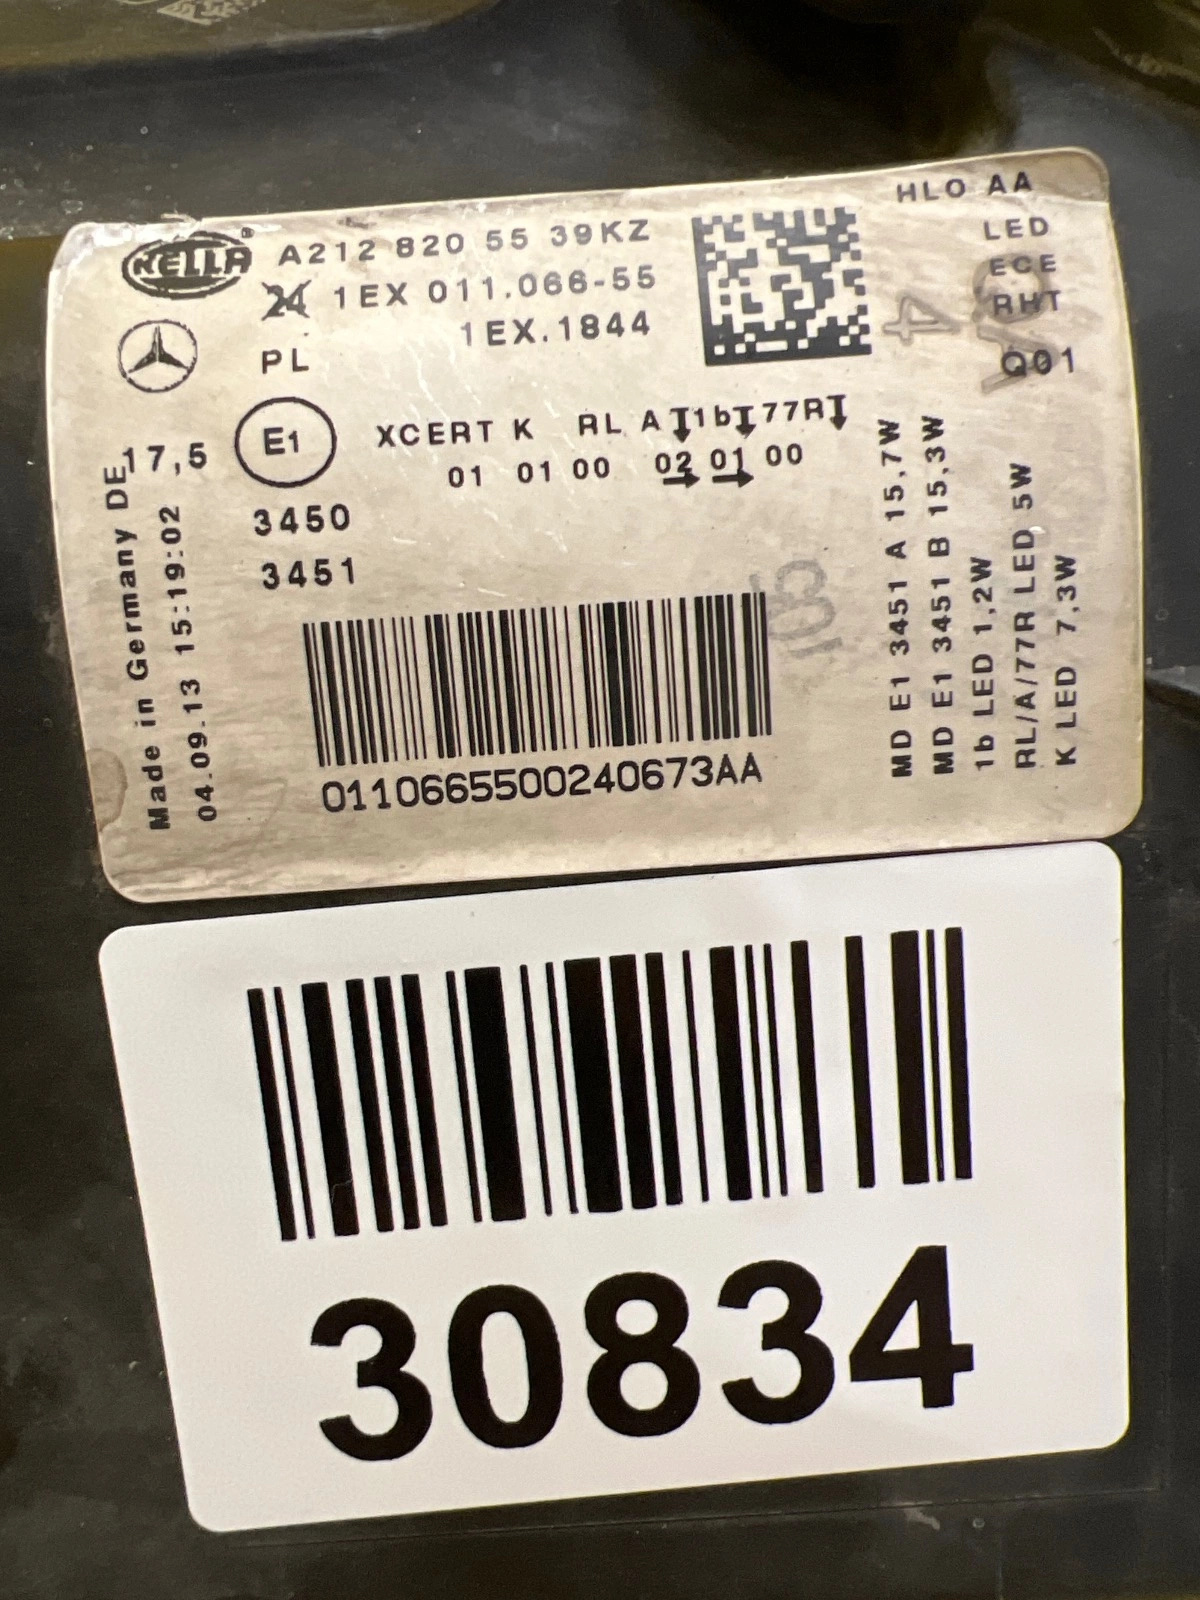 HELLA®
A212 820 55 39KZ
24 1EX 011.066-55
1EX.1844
PL
HLO AA
LED
ECE
RHT
Q01
4
17,5
E1
XCERT K RL A 1b 77R
01 01 00 02 01 00
3450
3451
Made in Germany DE
04.09.13 15:19:02
0110665500240673AA
MD E1 3451 A 15,7W
MD E1 3451 B 15,3W
1b LED 1,2W
RL/A/77R LED 5W
K LED 7,3W
30834